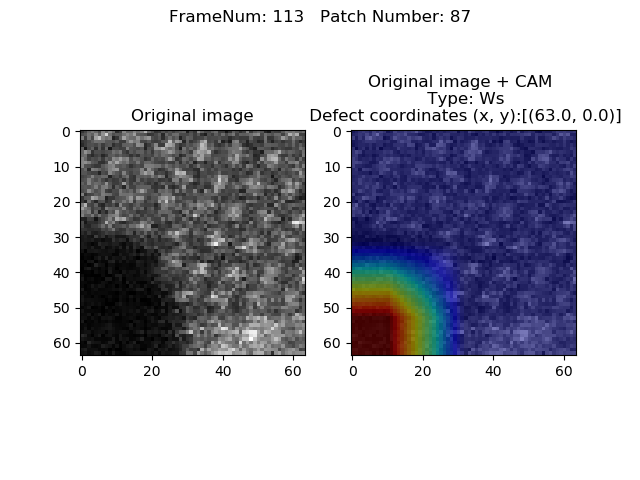 FrameNum: 113   Patch Number: 87
Original image
0
10
20
30
40
50
60
0 20 40 60
Original image + CAM
Type: Ws
Defect coordinates (x, y):[(63.0, 0.0)]
0
10
20
30
40
50
60
0 20 40 60